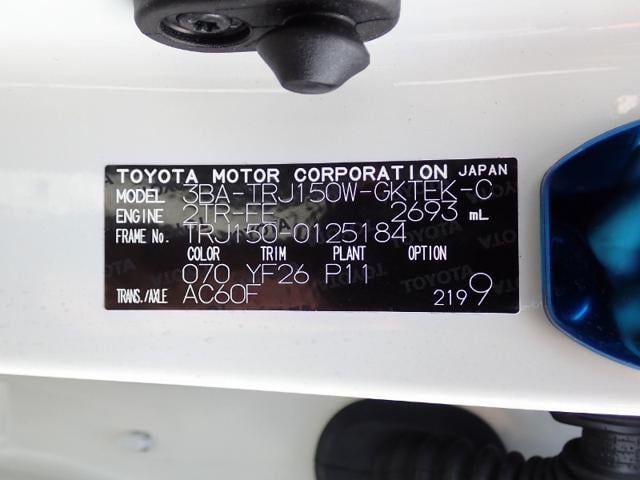 TOYOTA MOTOR CORPORATION JAPAN
MODEL 3BA-TRJ150W-GKTEK-C
ENGINE 2TR-FE 2693 mL
FRAME No. TRJ150-0125184
COLOR TRIM PLANT OPTION
070 YF26 P11
TRANS./AXLE AC60F 2199